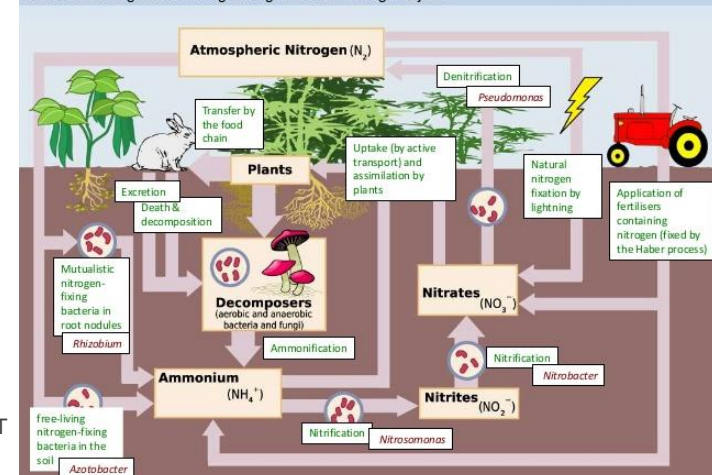 Atmospheric Nitrogen (N₂)
Denitrification
Pseudomonas
Transfer by
the food
chain
Uptake (by active
transport) and
assimilation by
plants
Natural
nitrogen
fixation by
lightning
Application of
fertilisers
containing
nitrogen (fixed by
the Haber process)
Plants
Excretion
Death &
decomposition
Mutualistic
nitrogen-
fixing
bacteria in
root nodules
Rhizobium
Decomposers
(aerobic and anaerobic
bacteria and fungi)
Nitrates
(NO₃⁻)
Ammonification
Nitrification
Nitrobacter
Ammonium
(NH₄⁺)
Nitrites (NO₂⁻)
T
free-living
nitrogen-fixing
bacteria in the
soil
Azotobacter
Nitrification
Nitrosomonas